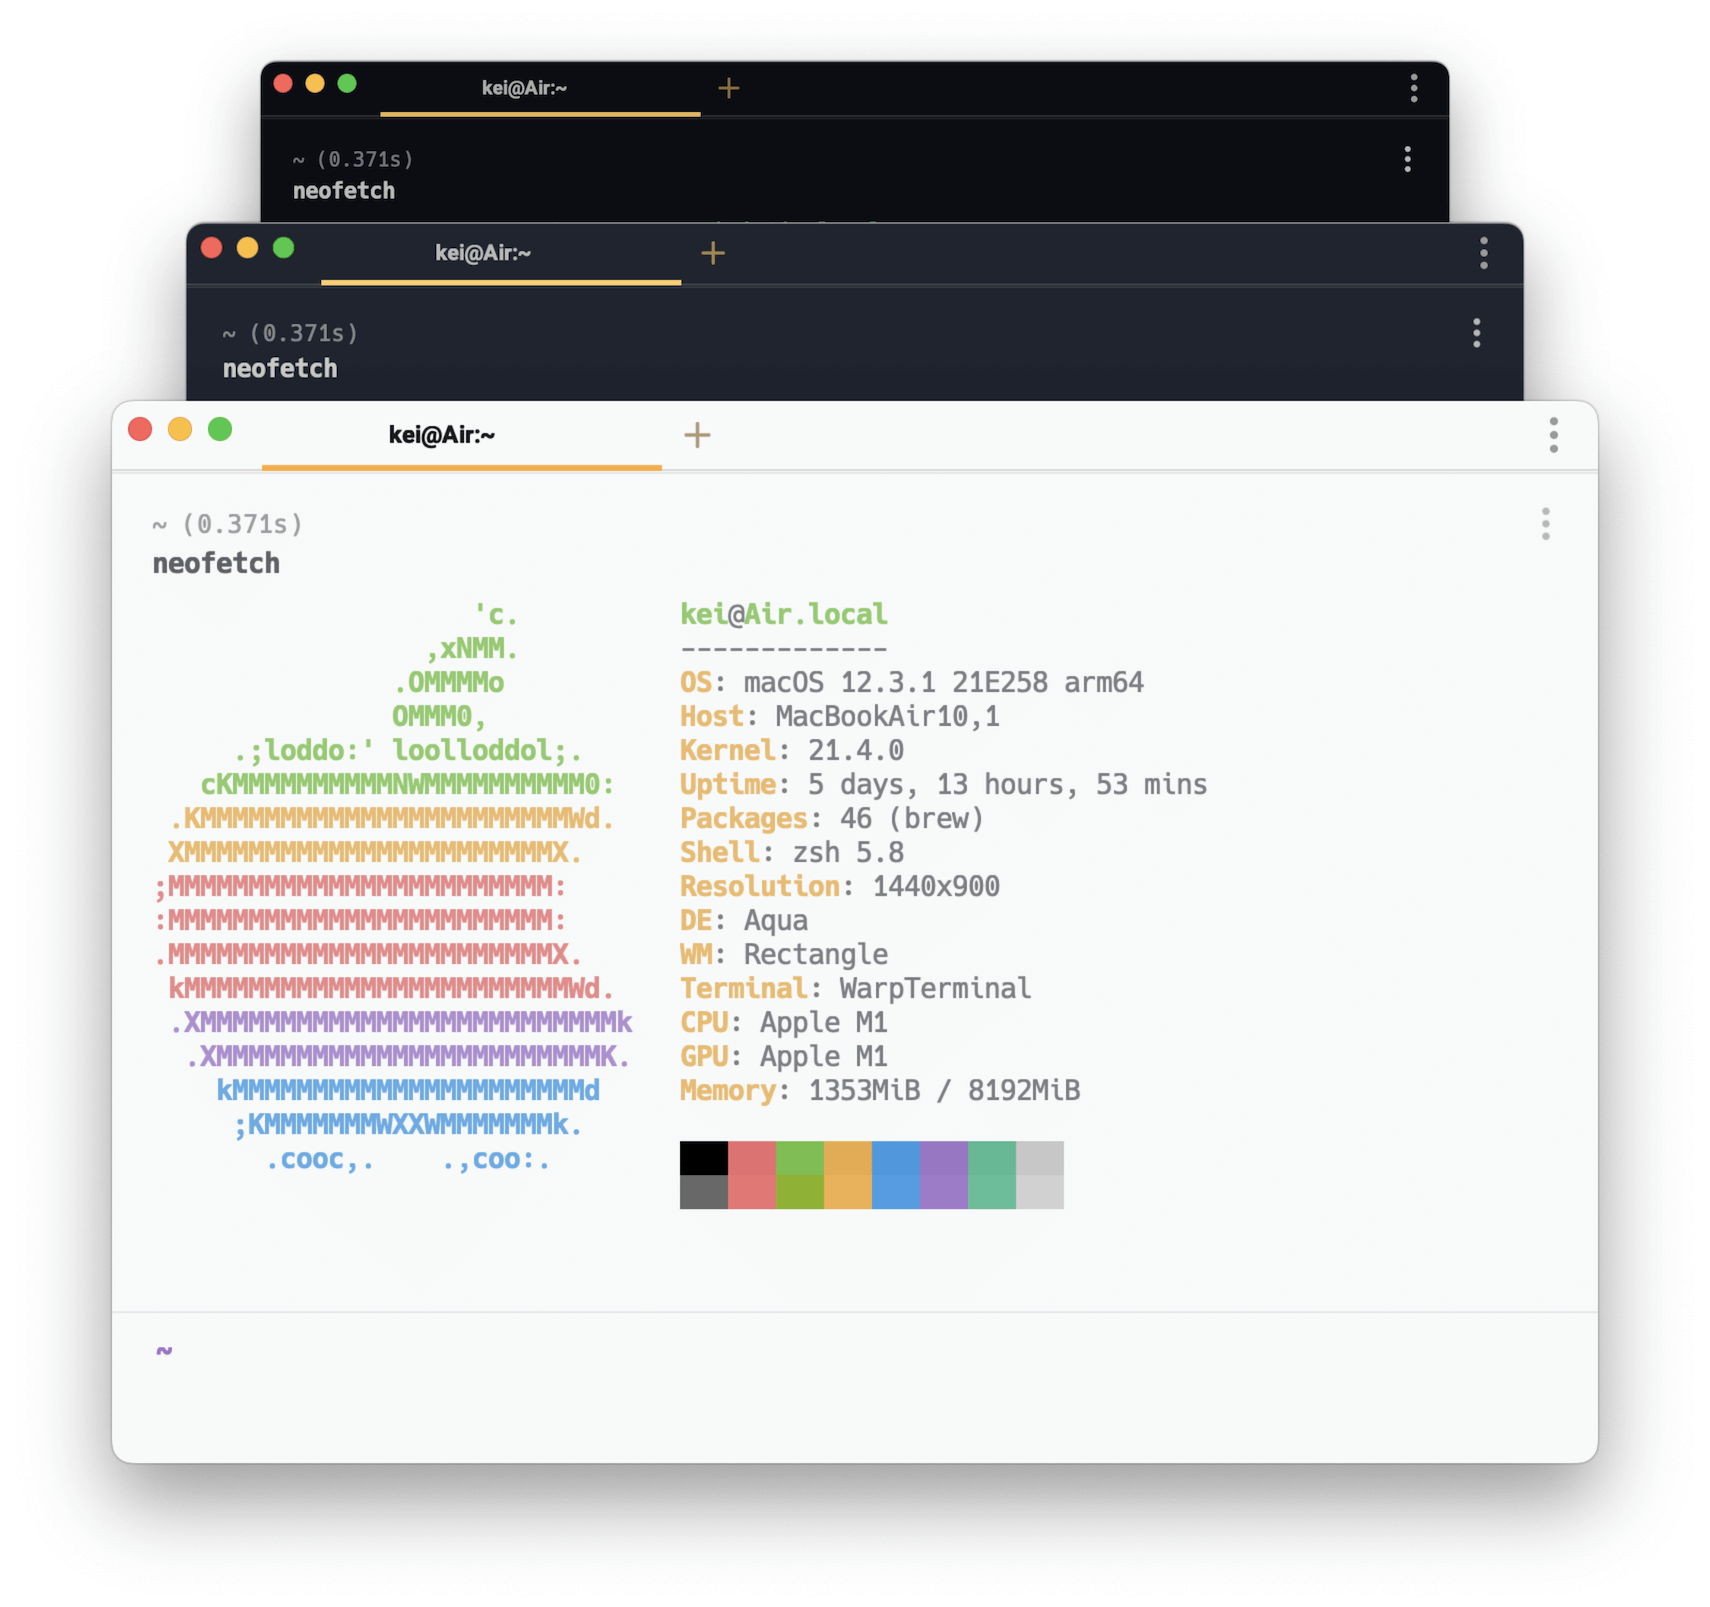 kei@Air:~ +
~ (0.371s)
neofetch
kei@Air:~ +
~ (0.371s)
neofetch
kei@Air:~ +
~ (0.371s)
neofetch
                    'c.          kei@Air.local
                 ,xNMM.          -------------
               .OMMMMo           OS: macOS 12.3.1 21E258 arm64
               OMMM0,            Host: MacBookAir10,1
     .;loddo:' loolloddol;.      Kernel: 21.4.0
   cKMMMMMMMMMMNWMMMMMMMMMM0:    Uptime: 5 days, 13 hours, 53 mins
 .KMMMMMMMMMMMMMMMMMMMMMMMWd.    Packages: 46 (brew)
 XMMMMMMMMMMMMMMMMMMMMMMMX.      Shell: zsh 5.8
;MMMMMMMMMMMMMMMMMMMMMMMM:       Resolution: 1440x900
:MMMMMMMMMMMMMMMMMMMMMMMM:       DE: Aqua
.MMMMMMMMMMMMMMMMMMMMMMMMX.      WM: Rectangle
 kMMMMMMMMMMMMMMMMMMMMMMMMWd.    Terminal: WarpTerminal
 .XMMMMMMMMMMMMMMMMMMMMMMMMMMk   CPU: Apple M1
  .XMMMMMMMMMMMMMMMMMMMMMMMMK.   GPU: Apple M1
    kMMMMMMMMMMMMMMMMMMMMMMd     Memory: 1353MiB / 8192MiB
     ;KMMMMMMMWXXWMMMMMMMk.
       .cooc,.    .,coo:.
~